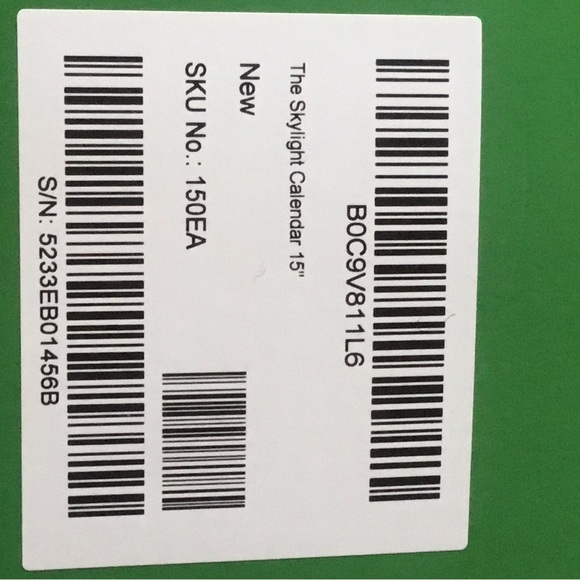 B0C9V811L6
The Skylight Calendar 15"
New
SKU No.: 150EA
S/N: 5233EB01456B